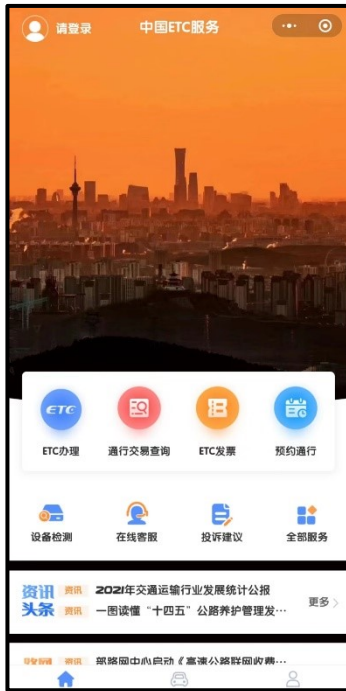 请登录
中国ETC服务
ETC
ETC办理
通行交易查询
ETC发票
预约通行
设备检测
在线客服
投诉建议
全部服务
资讯头条
资讯 2021年交通运输行业发展统计公报
资讯 一图读懂“十四五”公路养护管理发…
更多
资讯 部路网中心启动《高速公路联网收费…